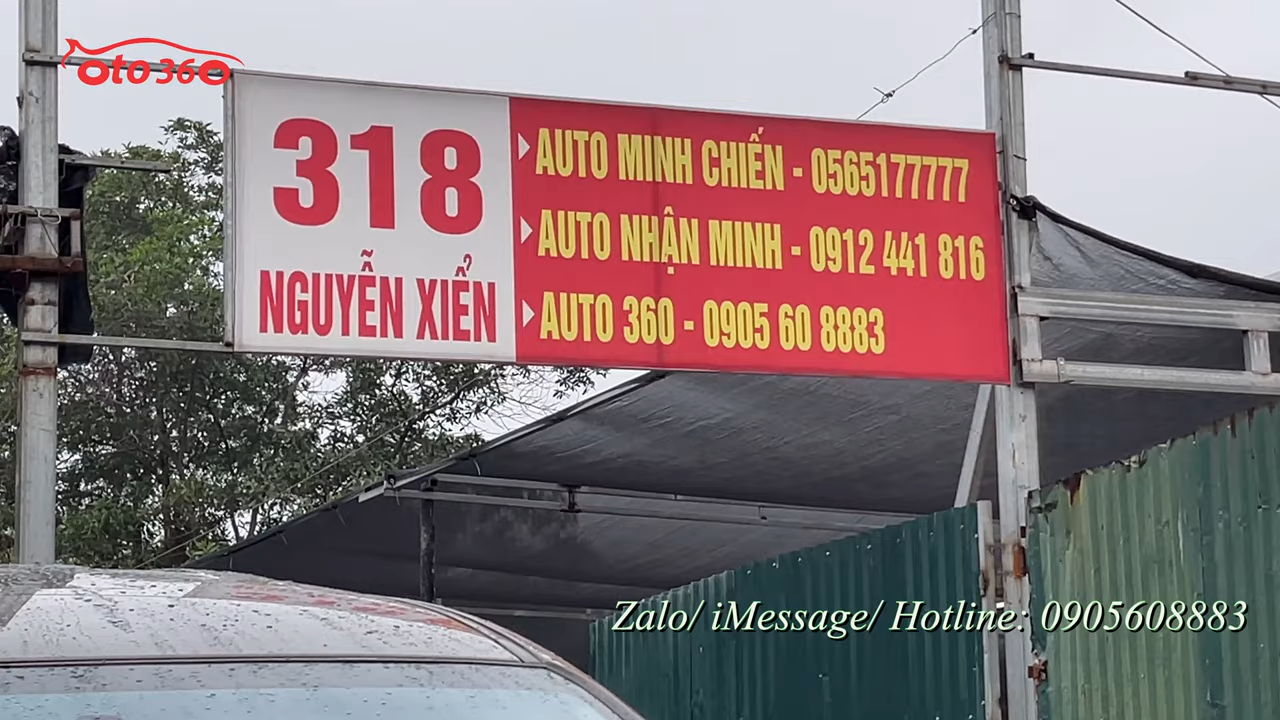 oto360
318
NGUYỄN XIỂN
AUTO MINH CHIẾN - 0565177777
AUTO NHẬN MINH - 0912 441 816
AUTO 360 - 0905 60 8883
Zalo/ iMessage/ Hotline: 0905608883